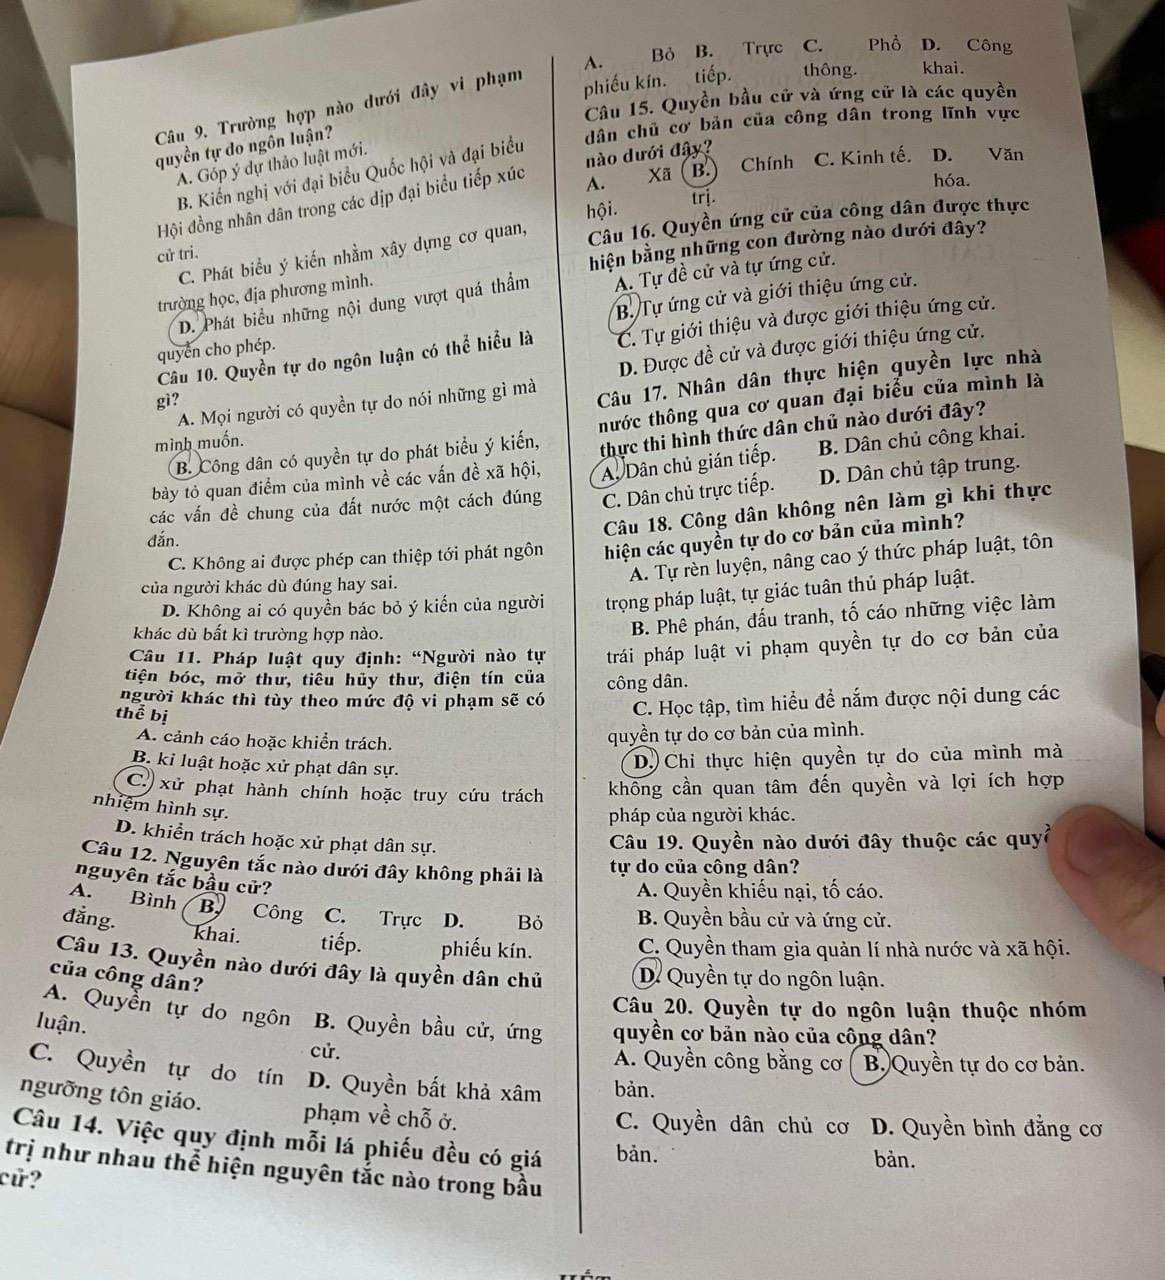 Câu 9. Trường hợp nào dưới đây vi phạm
quyền tự do ngôn luận?
A. Góp ý dự thảo luật mới.
B. Kiến nghị với đại biểu Quốc hội và đại biểu
Hội đồng nhân dân trong các dịp đại biểu tiếp xúc
cử tri.
C. Phát biểu ý kiến nhằm xây dựng cơ quan,
trường học, địa phương mình.
D. Phát biểu những nội dung vượt quá thẩm
quyền cho phép.
Câu 10. Quyền tự do ngôn luận có thể hiểu là
gì?
A. Mọi người có quyền tự do nói những gì mà
mình muốn.
B. Công dân có quyền tự do phát biểu ý kiến,
bày tỏ quan điểm của mình về các vấn đề xã hội,
các vấn đề chung của đất nước một cách đúng
đắn.
C. Không ai được phép can thiệp tới phát ngôn
của người khác dù đúng hay sai.
D. Không ai có quyền bác bỏ ý kiến của người
khác dù bất kì trường hợp nào.
Câu 11. Pháp luật quy định: “Người nào tự
tiện bóc, mở thư, tiêu hủy thư, điện tín của
người khác thì tùy theo mức độ vi phạm sẽ có
thể bị
A. cảnh cáo hoặc khiển trách.
B. kỉ luật hoặc xử phạt dân sự.
C. xử phạt hành chính hoặc truy cứu trách
nhiệm hình sự.
D. khiển trách hoặc xử phạt dân sự.
Câu 12. Nguyên tắc nào dưới đây không phải là
nguyên tắc bầu cử?
A. Bình B. Công C. Trực D. Bỏ
đẳng. khai. tiếp. phiếu kín.
Câu 13. Quyền nào dưới đây là quyền dân chủ
của công dân?
A. Quyền tự do ngôn B. Quyền bầu cử, ứng
luận. cử.
C. Quyền tự do tín D. Quyền bất khả xâm
ngưỡng tôn giáo. phạm về chỗ ở.
Câu 14. Việc quy định mỗi lá phiếu đều có giá
trị như nhau thể hiện nguyên tắc nào trong bầu
cử?
A. Bỏ B. Trực C. Phổ D. Công
phiếu kín. tiếp. thông. khai.
Câu 15. Quyền bầu cử và ứng cử là các quyền
dân chủ cơ bản của công dân trong lĩnh vực
nào dưới đây?
A. Xã B. Chính C. Kinh tế. D. Văn
hội. trị. hóa.
Câu 16. Quyền ứng cử của công dân được thực
hiện bằng những con đường nào dưới đây?
A. Tự đề cử và tự ứng cử.
B. Tự ứng cử và giới thiệu ứng cử.
C. Tự giới thiệu và được giới thiệu ứng cử.
D. Được đề cử và được giới thiệu ứng cử.
Câu 17. Nhân dân thực hiện quyền lực nhà
nước thông qua cơ quan đại biểu của mình là
thực thi hình thức dân chủ nào dưới đây?
A. Dân chủ gián tiếp. B. Dân chủ công khai.
C. Dân chủ trực tiếp. D. Dân chủ tập trung.
Câu 18. Công dân không nên làm gì khi thực
hiện các quyền tự do cơ bản của mình?
A. Tự rèn luyện, nâng cao ý thức pháp luật, tôn
trọng pháp luật, tự giác tuân thủ pháp luật.
B. Phê phán, đấu tranh, tố cáo những việc làm
trái pháp luật vi phạm quyền tự do cơ bản của
công dân.
C. Học tập, tìm hiểu để nắm được nội dung các
quyền tự do cơ bản của mình.
D. Chỉ thực hiện quyền tự do của mình mà
không cần quan tâm đến quyền và lợi ích hợp
pháp của người khác.
Câu 19. Quyền nào dưới đây thuộc các quyề
tự do của công dân?
A. Quyền khiếu nại, tố cáo.
B. Quyền bầu cử và ứng cử.
C. Quyền tham gia quản lí nhà nước và xã hội.
D. Quyền tự do ngôn luận.
Câu 20. Quyền tự do ngôn luận thuộc nhóm
quyền cơ bản nào của công dân?
A. Quyền công bằng cơ B. Quyền tự do cơ bản.
bản.
C. Quyền dân chủ cơ D. Quyền bình đẳng cơ
bản. bản.